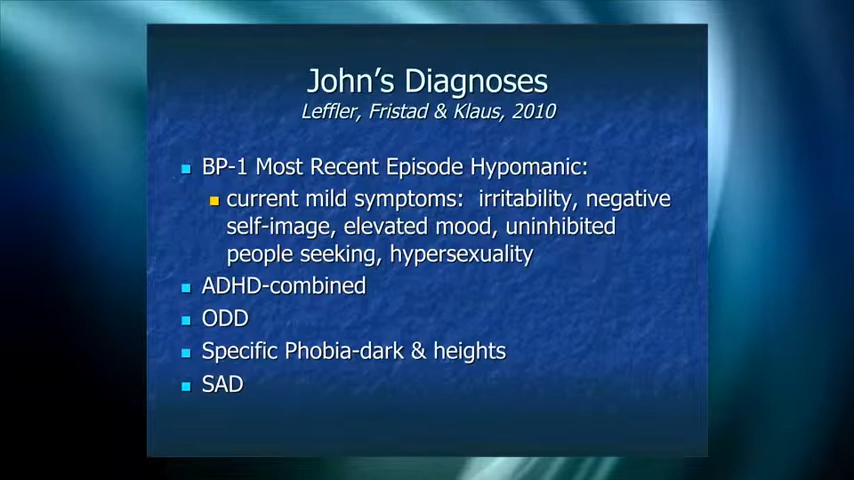 John's Diagnoses
Leffler, Fristad & Klaus, 2010
BP-1 Most Recent Episode Hypomanic:
current mild symptoms: irritability, negative
self-image, elevated mood, uninhibited
people seeking, hypersexuality
ADHD-combined
ODD
Specific Phobia-dark & heights
SAD